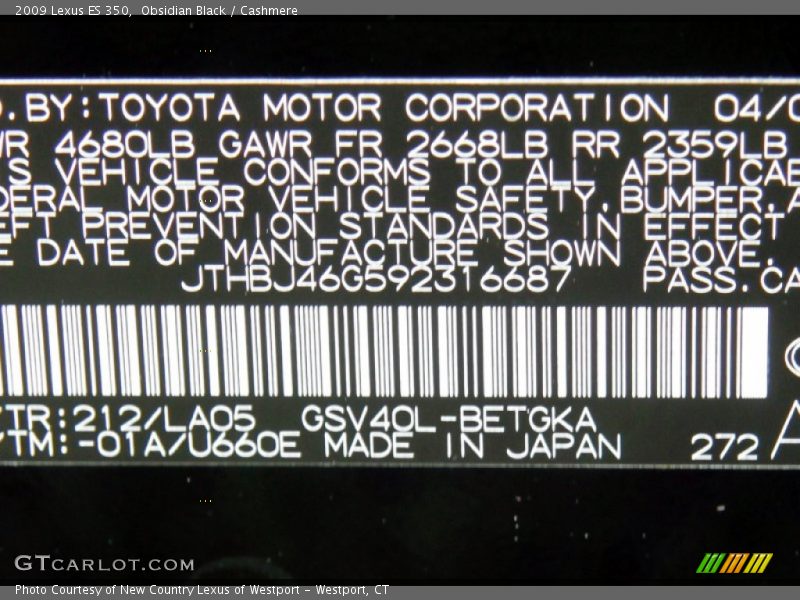 2009 Lexus ES 350, Obsidian Black / Cashmere
BY: TOYOTA MOTOR CORPORATION 04/0
WR 4680LB GAWR FR 2668LB RR 2359LB
IS VEHICLE CONFORMS TO ALL APPLICAB
DERAL MOTOR VEHICLE SAFETY, BUMPER, A
EFT PREVENTION STANDARDS IN EFFECT
E DATE OF MANUFACTURE SHOWN ABOVE.
JTHBJ46G592316687 PASS.CA
/TR:212/LA05 GSV40L-BETGKA
/TM:-01A/U660E MADE IN JAPAN 272
GTCARLOT.COM
Photo Courtesy of New Country Lexus of Westport - Westport, CT